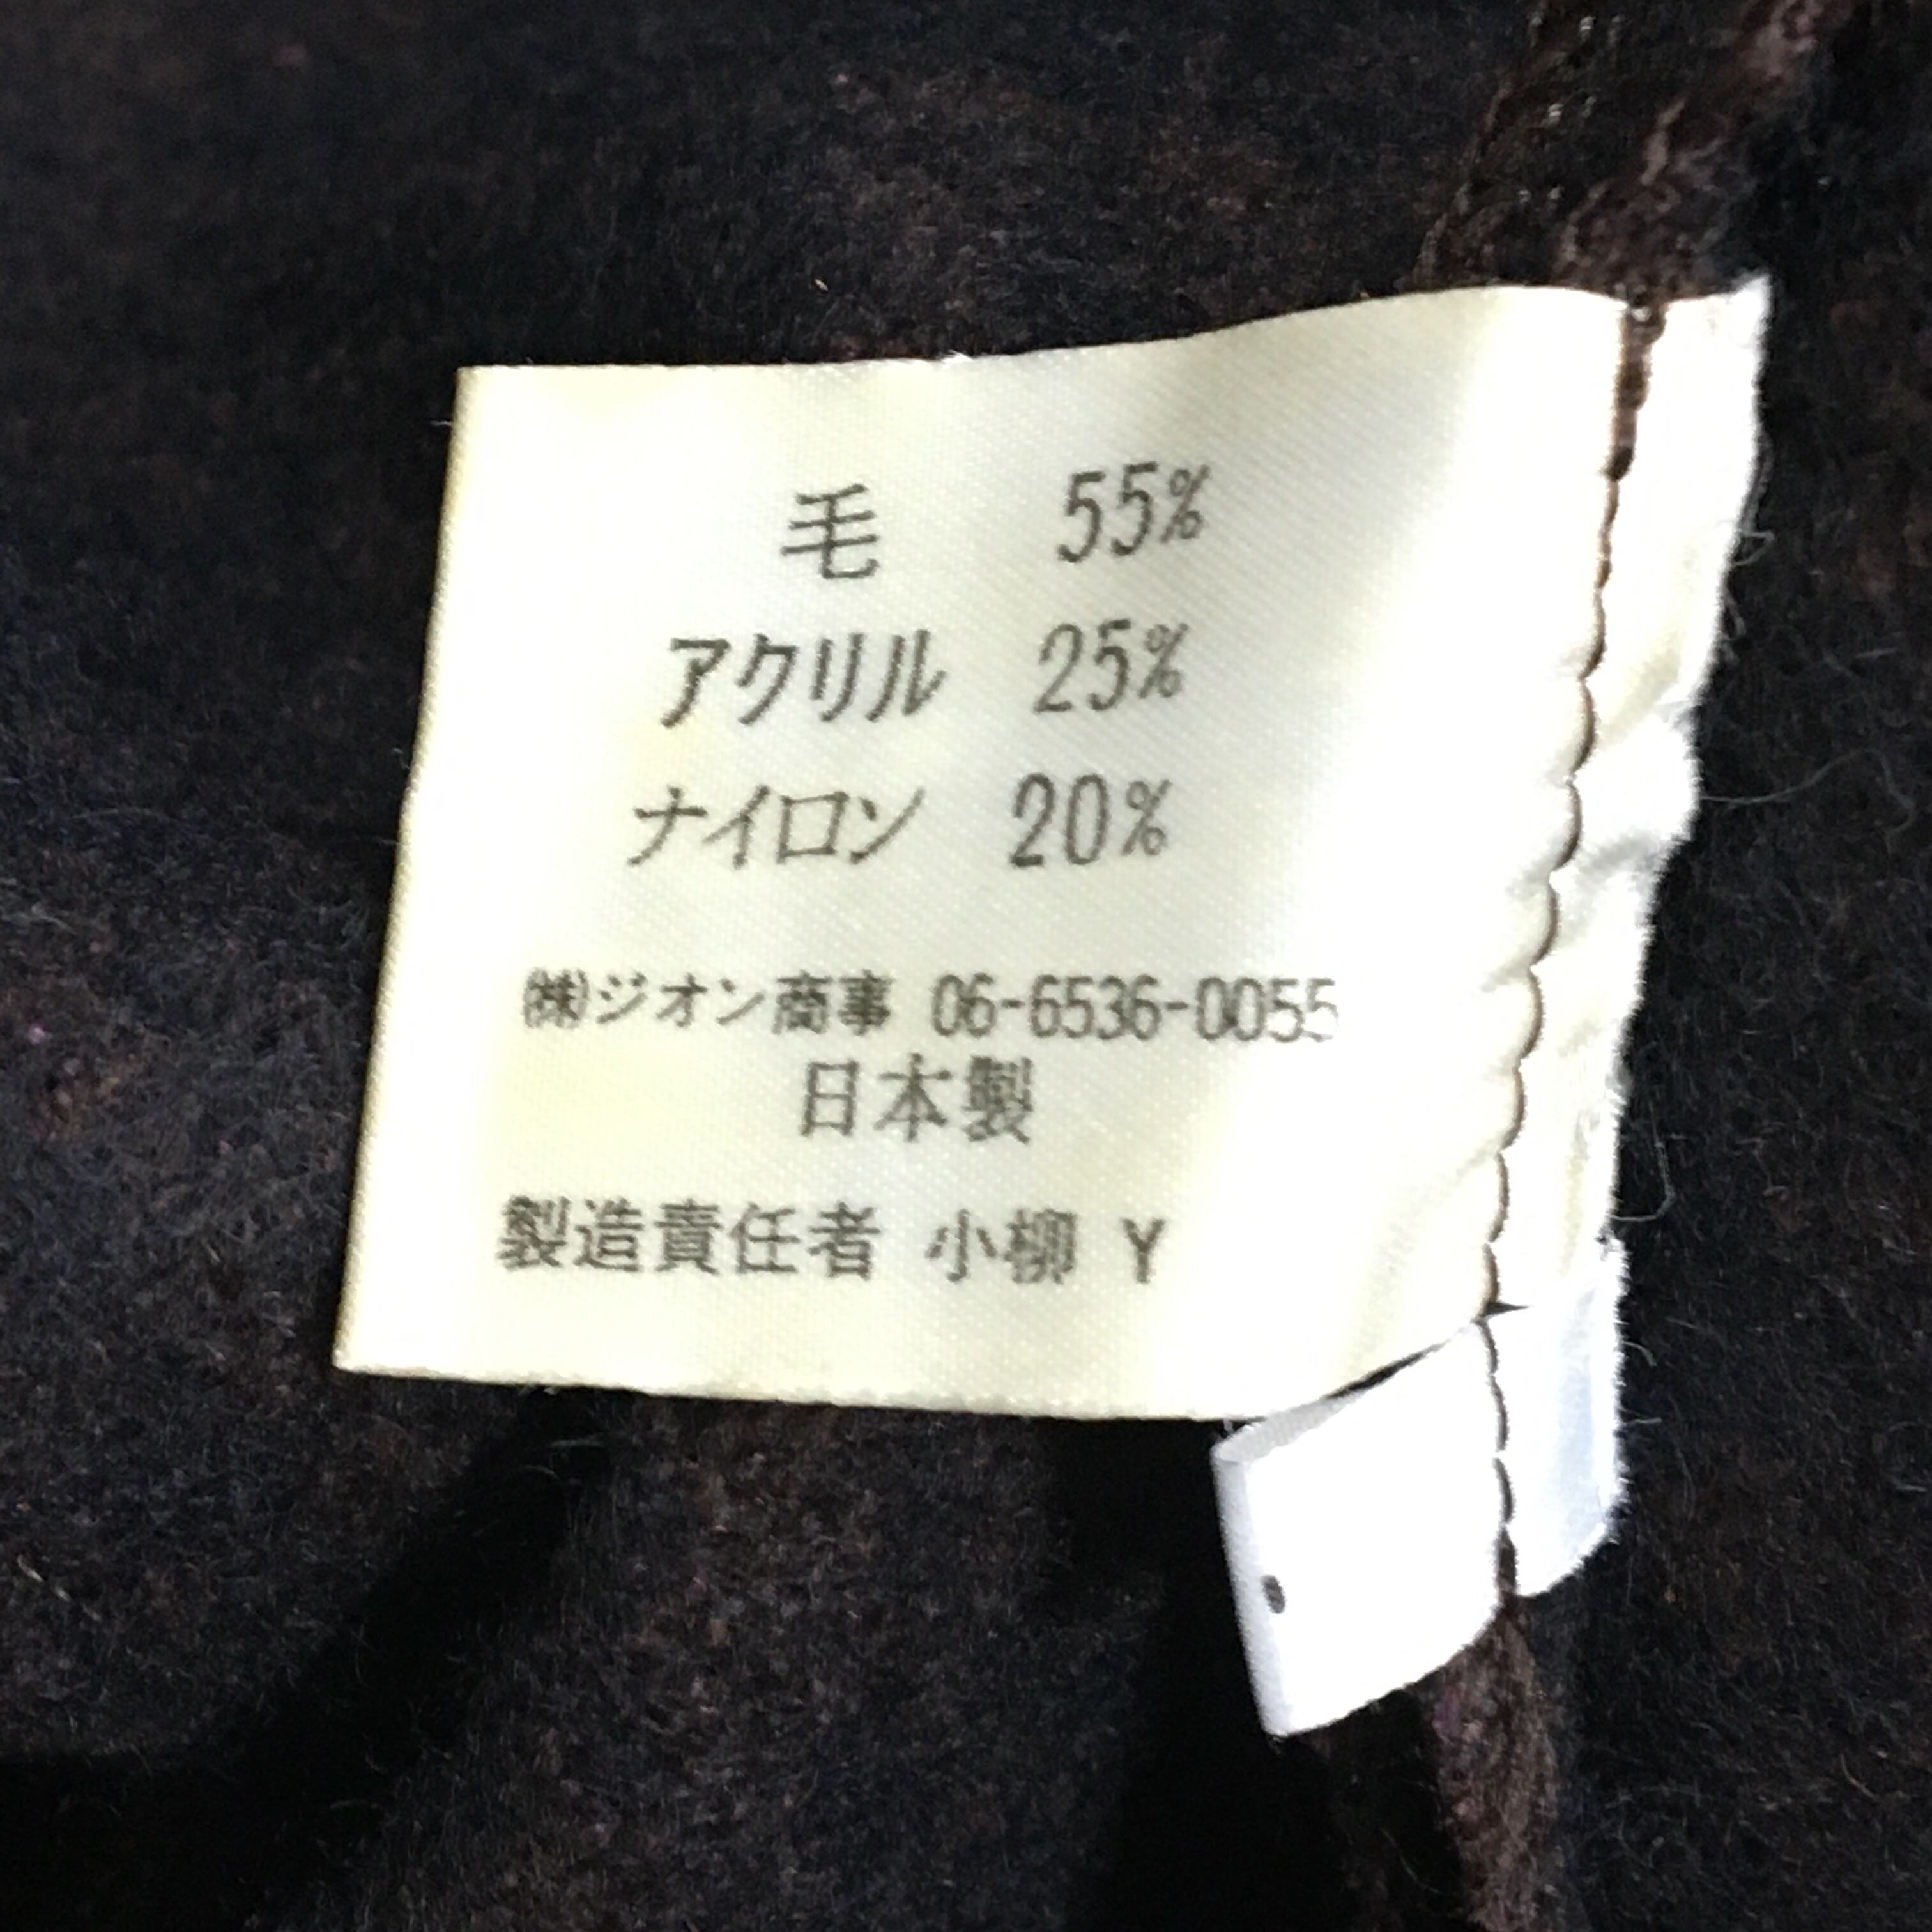 毛 55%
アクリル 25%
ナイロン 20%
㈱ジオン商事 06-6536-0055
日本製
製造責任者 小柳 Y